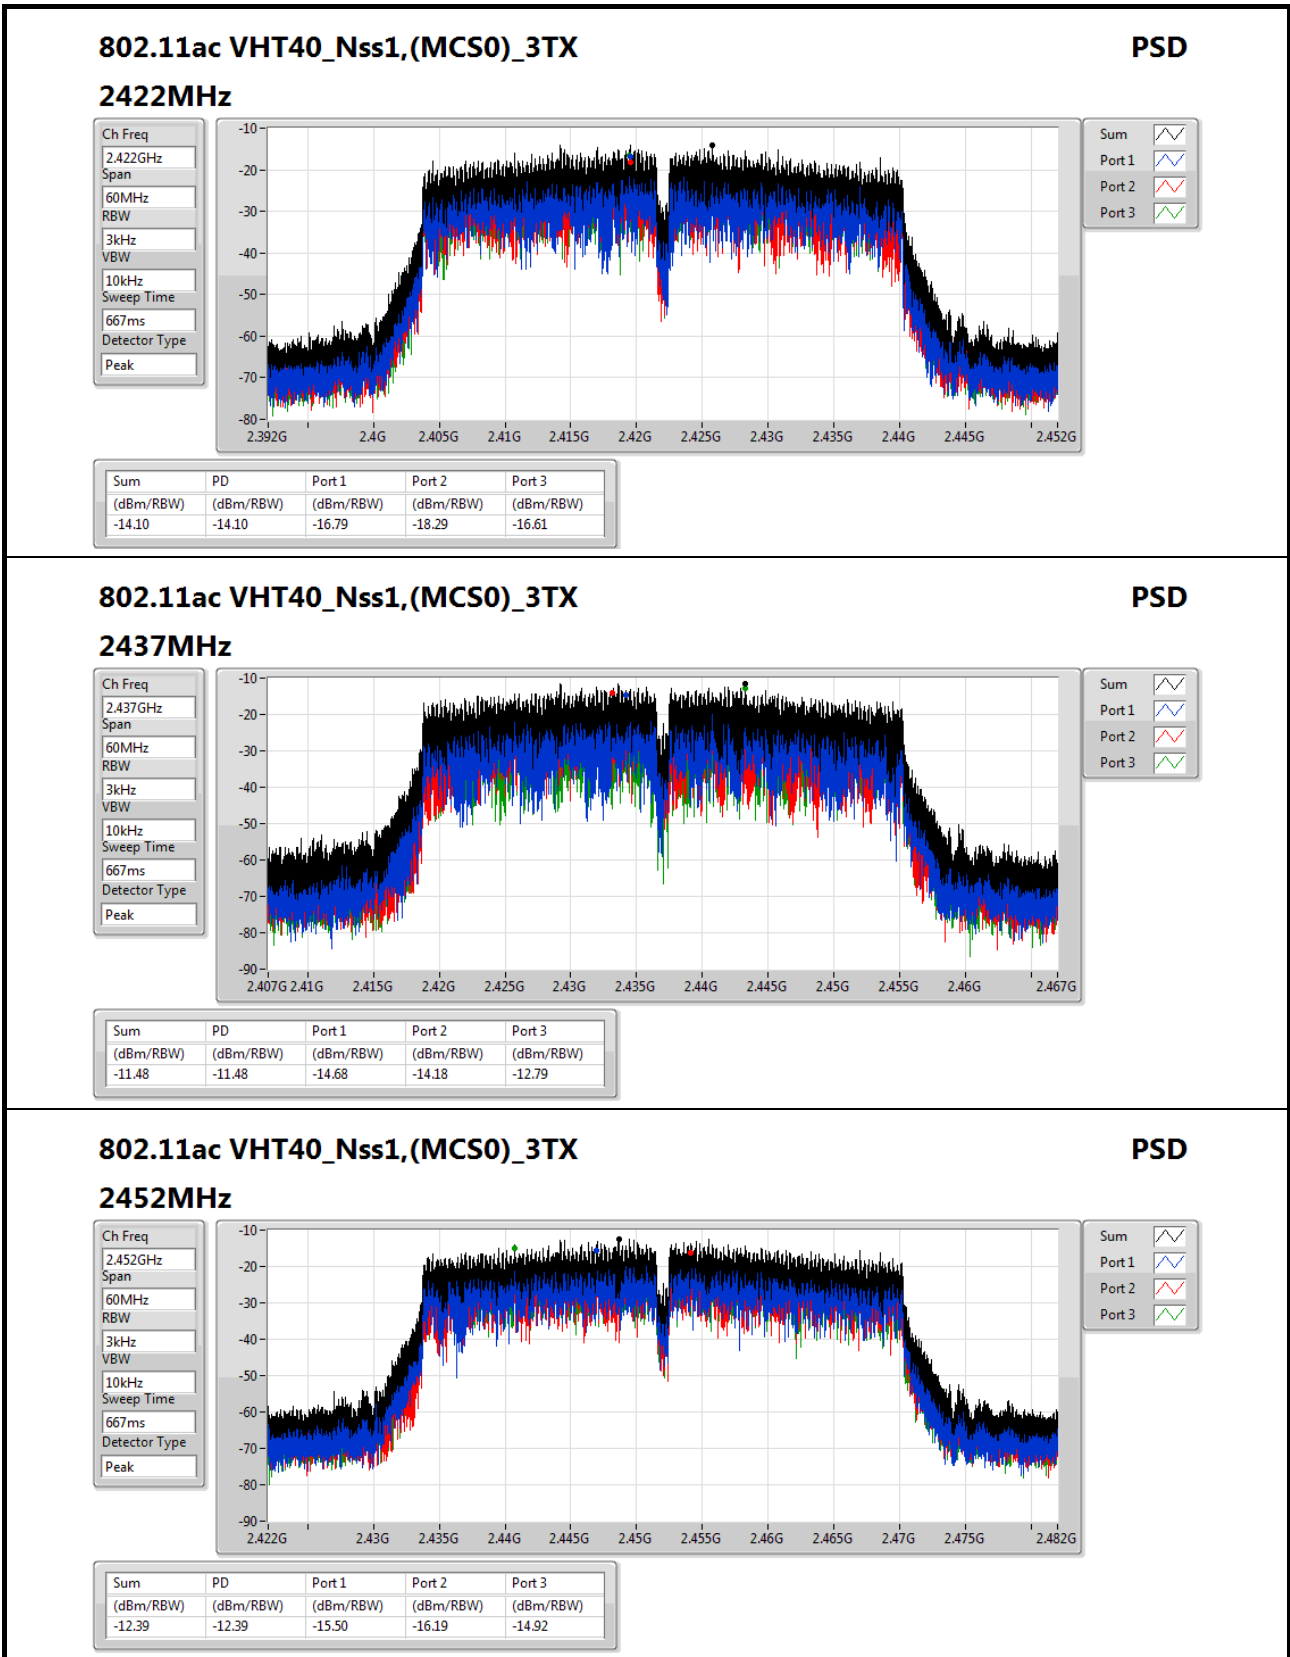 802.11ac VHT40_Nss1,(MCS0)_3TX PSD
2422MHz
Ch Freq
2.422GHz
Span
60MHz
RBW
3kHz
VBW
10kHz
Sweep Time
667ms
Detector Type
Peak
-10
-20
-30
-40
-50
-60
-70
-80
2.392G 2.4G 2.405G 2.41G 2.415G 2.42G 2.425G 2.43G 2.435G 2.44G 2.445G 2.452G
Sum
Port 1
Port 2
Port 3
Sum PD Port 1 Port 2 Port 3
(dBm/RBW) (dBm/RBW) (dBm/RBW) (dBm/RBW) (dBm/RBW)
-14.10 -14.10 -16.79 -18.29 -16.61
802.11ac VHT40_Nss1,(MCS0)_3TX PSD
2437MHz
Ch Freq
2.437GHz
Span
60MHz
RBW
3kHz
VBW
10kHz
Sweep Time
667ms
Detector Type
Peak
-10
-20
-30
-40
-50
-60
-70
-80
-90
2.407G 2.41G 2.415G 2.42G 2.425G 2.43G 2.435G 2.44G 2.445G 2.45G 2.455G 2.46G 2.467G
Sum
Port 1
Port 2
Port 3
Sum PD Port 1 Port 2 Port 3
(dBm/RBW) (dBm/RBW) (dBm/RBW) (dBm/RBW) (dBm/RBW)
-11.48 -11.48 -14.68 -14.18 -12.79
802.11ac VHT40_Nss1,(MCS0)_3TX PSD
2452MHz
Ch Freq
2.452GHz
Span
60MHz
RBW
3kHz
VBW
10kHz
Sweep Time
667ms
Detector Type
Peak
-10
-20
-30
-40
-50
-60
-70
-80
-90
2.422G 2.43G 2.435G 2.44G 2.445G 2.45G 2.455G 2.46G 2.465G 2.47G 2.475G 2.482G
Sum
Port 1
Port 2
Port 3
Sum PD Port 1 Port 2 Port 3
(dBm/RBW) (dBm/RBW) (dBm/RBW) (dBm/RBW) (dBm/RBW)
-12.39 -12.39 -15.50 -16.19 -14.92